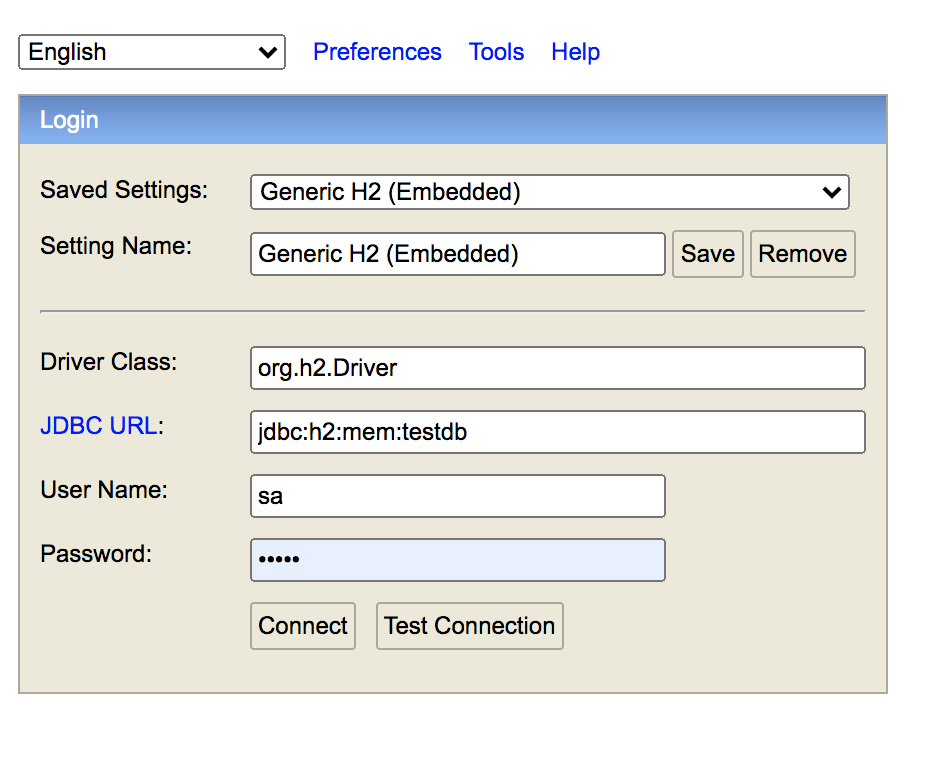 English Preferences Tools Help
Login
Saved Settings: Generic H2 (Embedded)
Setting Name: Generic H2 (Embedded) Save Remove
Driver Class: org.h2.Driver
JDBC URL: jdbc:h2:mem:testdb
User Name: sa
Password: •••••
Connect Test Connection